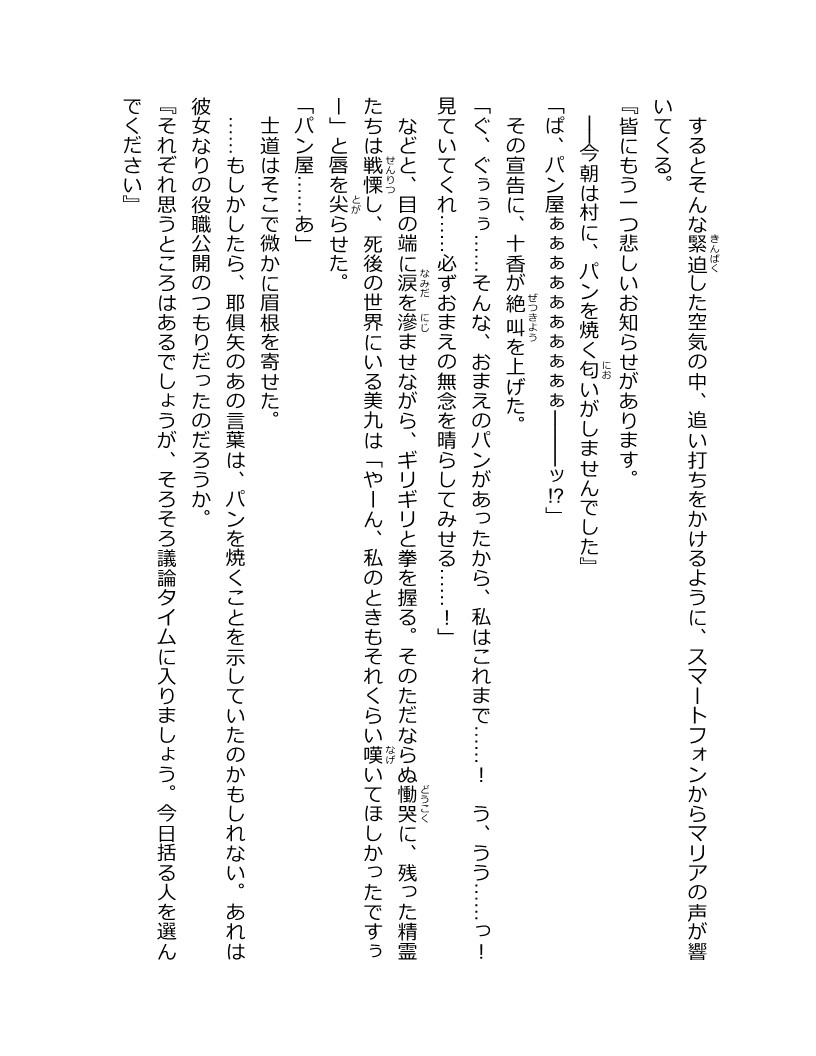 するとそんな緊迫した空気の中、追い打ちをかけるように、スマートフォンからマリアの声が響
いてくる。
『皆にもう一つ悲しいお知らせがあります。
――今朝は村に、パンを焼く匂いがしませんでした』
「ぱ、パン屋ぁぁぁぁぁぁぁぁぁぁ――――ッ!?」
その宣告に、十香が絶叫を上げた。
「ぐ、ぐぅぅぅ……そんな、おまえのパンがあったから、私はこれまで……！　う、うう……っ！
見ていてくれ……必ずおまえの無念を晴らしてみせる……！」
などと、目の端に涙を滲ませながら、ギリギリと拳を握る。そのただならぬ慟哭に、残った精霊
たちは戦慄し、死後の世界にいる美九は「やーん、私のときもそれくらい嘆いてほしかったですぅ
ー」と唇を尖らせた。
「パン屋……あ」
士道はそこで微かに眉根を寄せた。
……もしかしたら、耶倶矢のあの言葉は、パンを焼くことを示していたのかもしれない。あれは
彼女なりの役職公開のつもりだったのだろうか。
『それぞれ思うところはあるでしょうが、そろそろ議論タイムに入りましょう。今日括る人を選ん
でください』